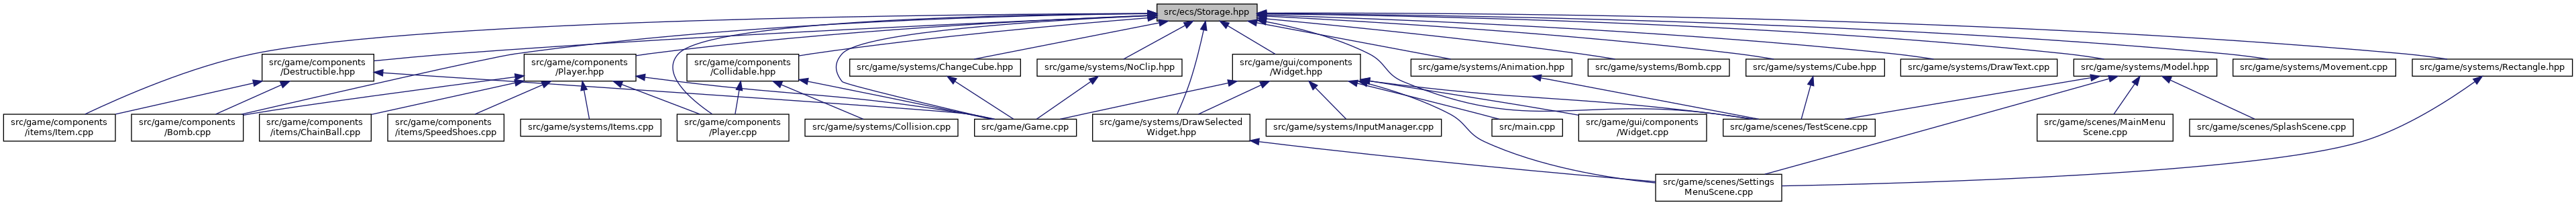 src/ecs/Storage.hpp
src/game/components
/Destructible.hpp
src/game/components
/Player.hpp
src/game/components
/Collidable.hpp
src/game/systems/ChangeCube.hpp
src/game/systems/NoClip.hpp
src/game/gui/components
/Widget.hpp
src/game/systems/Animation.hpp
src/game/systems/Bomb.cpp
src/game/systems/Cube.hpp
src/game/systems/DrawText.cpp
src/game/systems/Model.hpp
src/game/systems/Movement.cpp
src/game/systems/Rectangle.hpp
src/game/components
/items/Item.cpp
src/game/components
/Bomb.cpp
src/game/components
/items/ChainBall.cpp
src/game/components
/items/SpeedShoes.cpp
src/game/systems/Items.cpp
src/game/components
/Player.cpp
src/game/systems/Collision.cpp
src/game/Game.cpp
src/game/systems/DrawSelected
Widget.hpp
src/game/systems/InputManager.cpp
src/main.cpp
src/game/gui/components
/Widget.cpp
src/game/scenes/TestScene.cpp
src/game/scenes/MainMenu
Scene.cpp
src/game/scenes/SplashScene.cpp
src/game/scenes/Settings
MenuScene.cpp